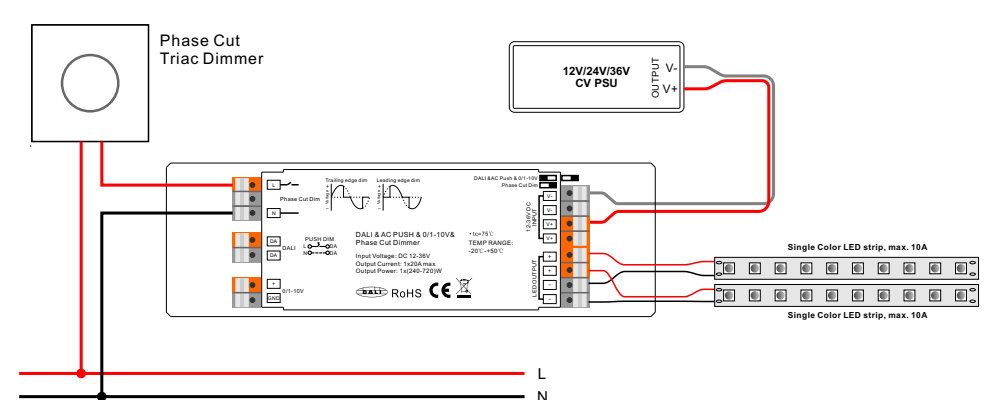 Phase Cut
Triac Dimmer
12V/24V/36V
CV PSU
OUTPUT
V-
V+
DALI &AC Push & 0/1-10V
Phase Cut Dim
Trailing edge dim
Leading edge dim
L
Phase Cut Dim
N
DA
DALI
DA
PUSH DIM
L DA
N DA
+
0/1-10V
GND
DALI & AC PUSH & 0/1-10V&
Phase Cut Dimmer
Input Voltage: DC 12-36V
Output Current: 1x20A max
Output Power: 1x(240-720)W
• tc=75℃
TEMP RANGE:
-20℃-+50℃
DALI
RoHS
CE
12-36VDC
INPUT
V-
V-
V+
V+
LED OUTPUT
+
+
-
-
Single Color LED strip, max. 10A
Single Color LED strip, max. 10A
L
N